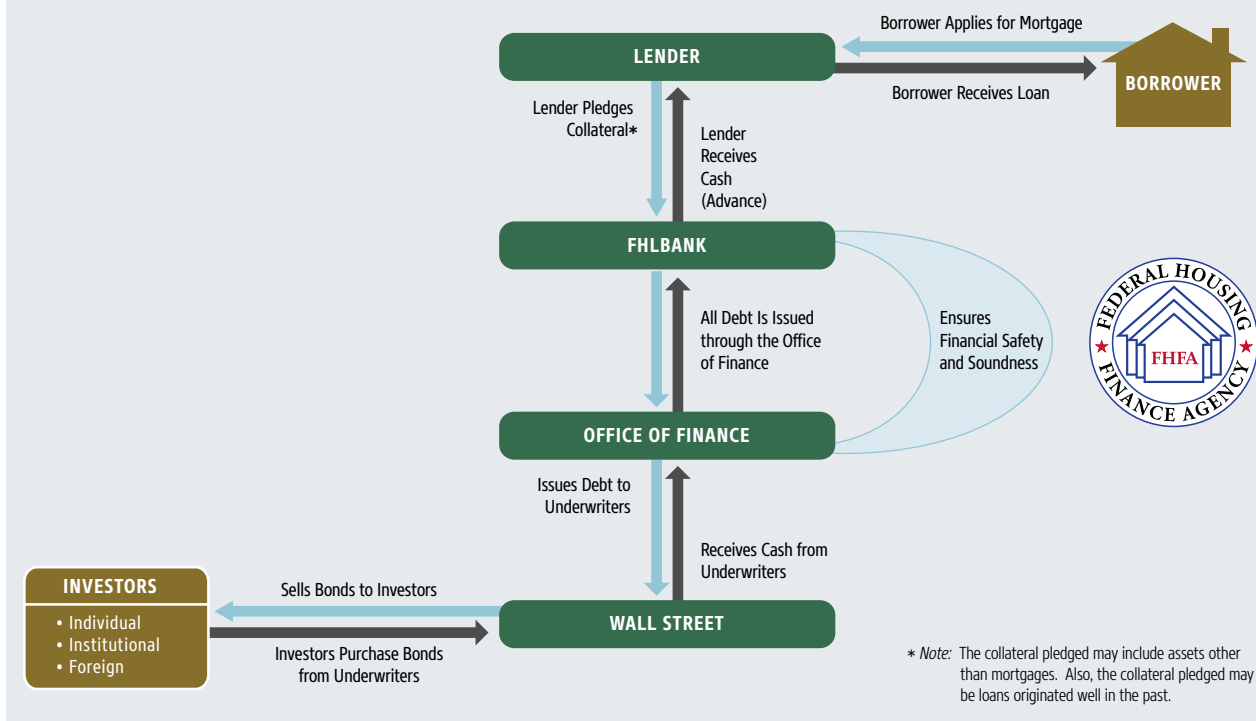 Borrower Applies for Mortgage
LENDER
BORROWER
Borrower Receives Loan
Lender Pledges
Collateral*
Lender
Receives
Cash
(Advance)
FHLBANK
All Debt Is Issued
through the Office
of Finance
Ensures
Financial Safety
and Soundness
FEDERAL HOUSING
FHFA
FINANCE AGENCY
OFFICE OF FINANCE
Issues Debt to
Underwriters
Receives Cash from
Underwriters
INVESTORS
• Individual
• Institutional
• Foreign
Sells Bonds to Investors
Investors Purchase Bonds
from Underwriters
WALL STREET
* Note: The collateral pledged may include assets other
than mortgages. Also, the collateral pledged may
be loans originated well in the past.